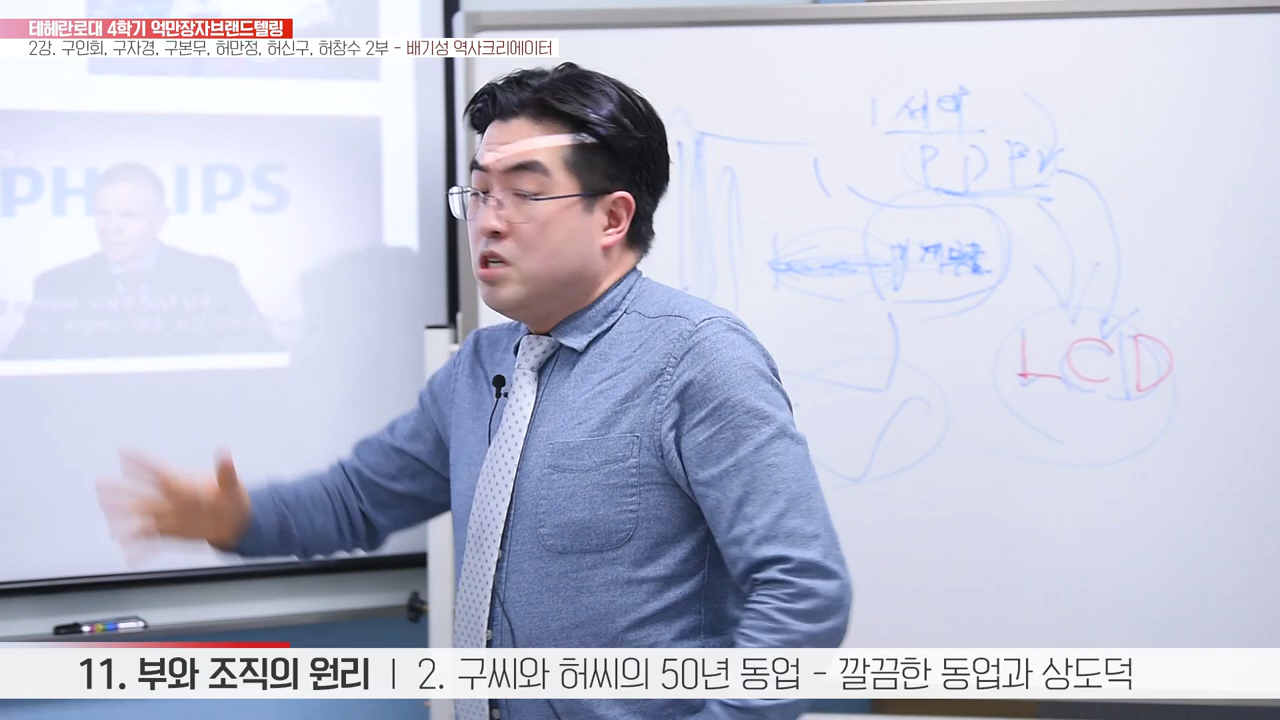 테헤란로대 4학기 억만장자브랜드텔링
2강. 구인회, 구자경, 구본무, 허만정, 허신구, 허창수 2부 - 배기성 역사크리에이터
PHILIPS
P D P
LCD
11. 부와 조직의 원리 | 2. 구씨와 허씨의 50년 동업 - 깔끔한 동업과 상도덕